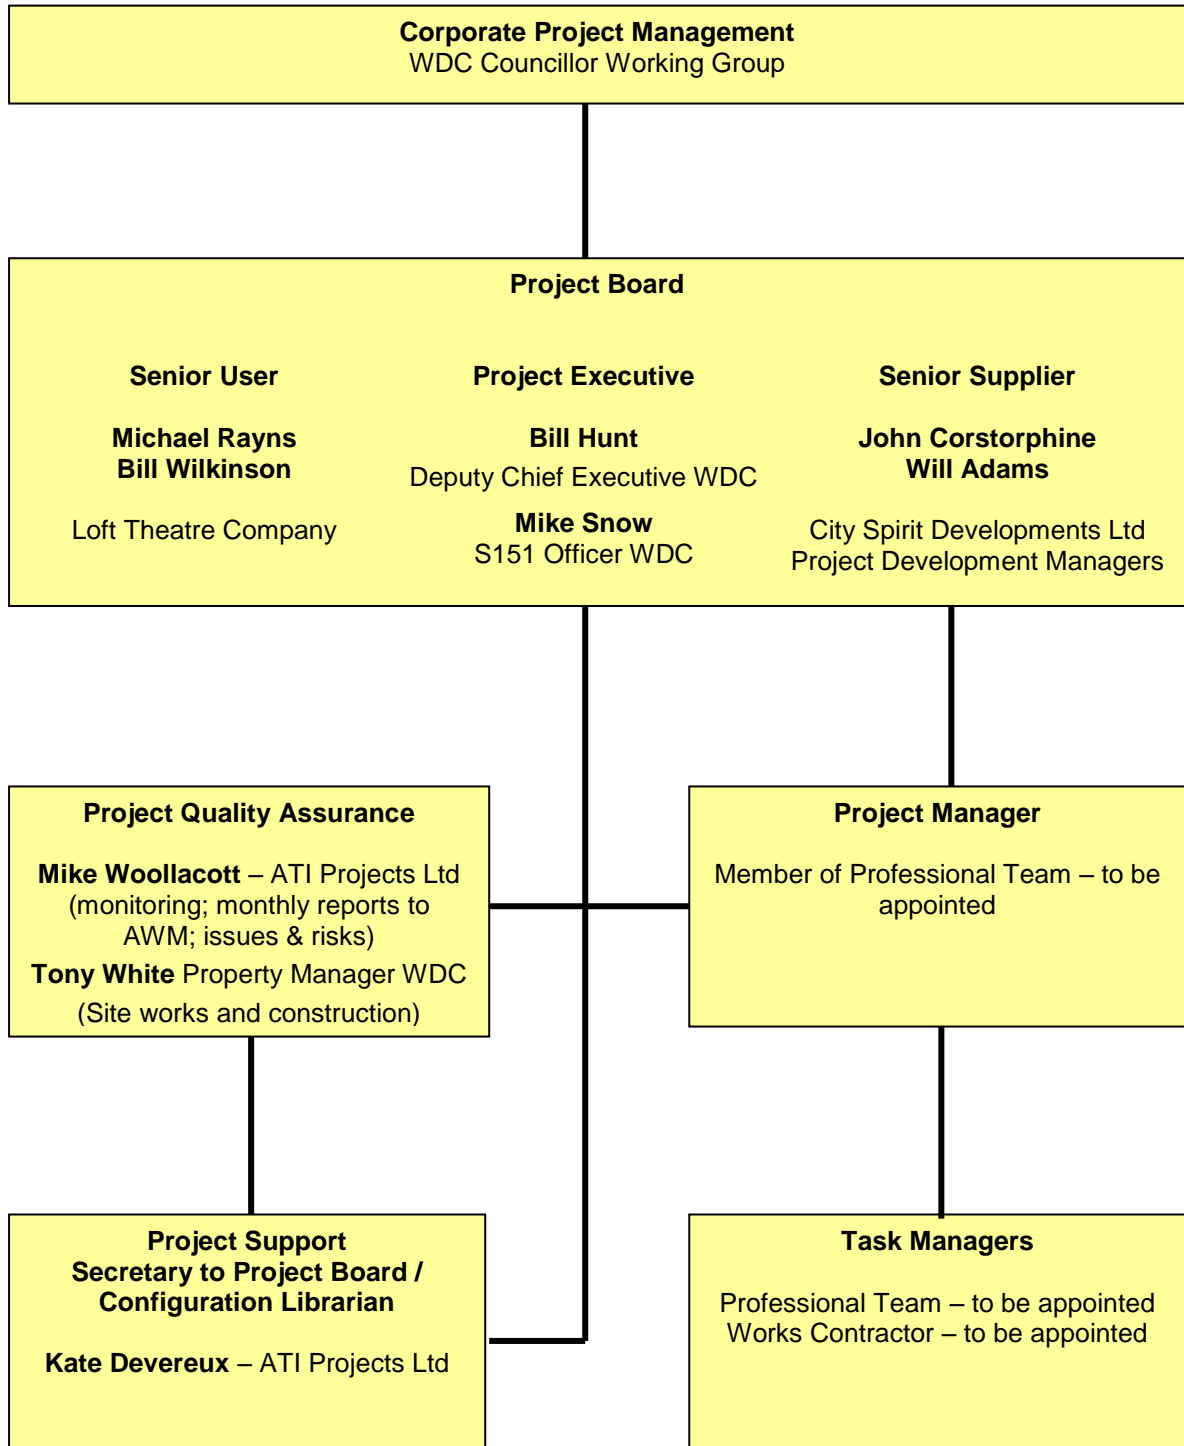 Corporate Project Management
WDC Councillor Working Group
Project Board
Senior User
Michael Rayns
Bill Wilkinson
Loft Theatre Company
Project Executive
Bill Hunt
Deputy Chief Executive WDC
Mike Snow
S151 Officer WDC
Senior Supplier
John Corstorphine
Will Adams
City Spirit Developments Ltd
Project Development Managers
Project Quality Assurance
Mike Woollacott – ATI Projects Ltd
(monitoring; monthly reports to
AWM; issues & risks)
Tony White Property Manager WDC
(Site works and construction)
Project Manager
Member of Professional Team – to be
appointed
Project Support
Secretary to Project Board /
Configuration Librarian
Kate Devereux – ATI Projects Ltd
Task Managers
Professional Team – to be appointed
Works Contractor – to be appointed